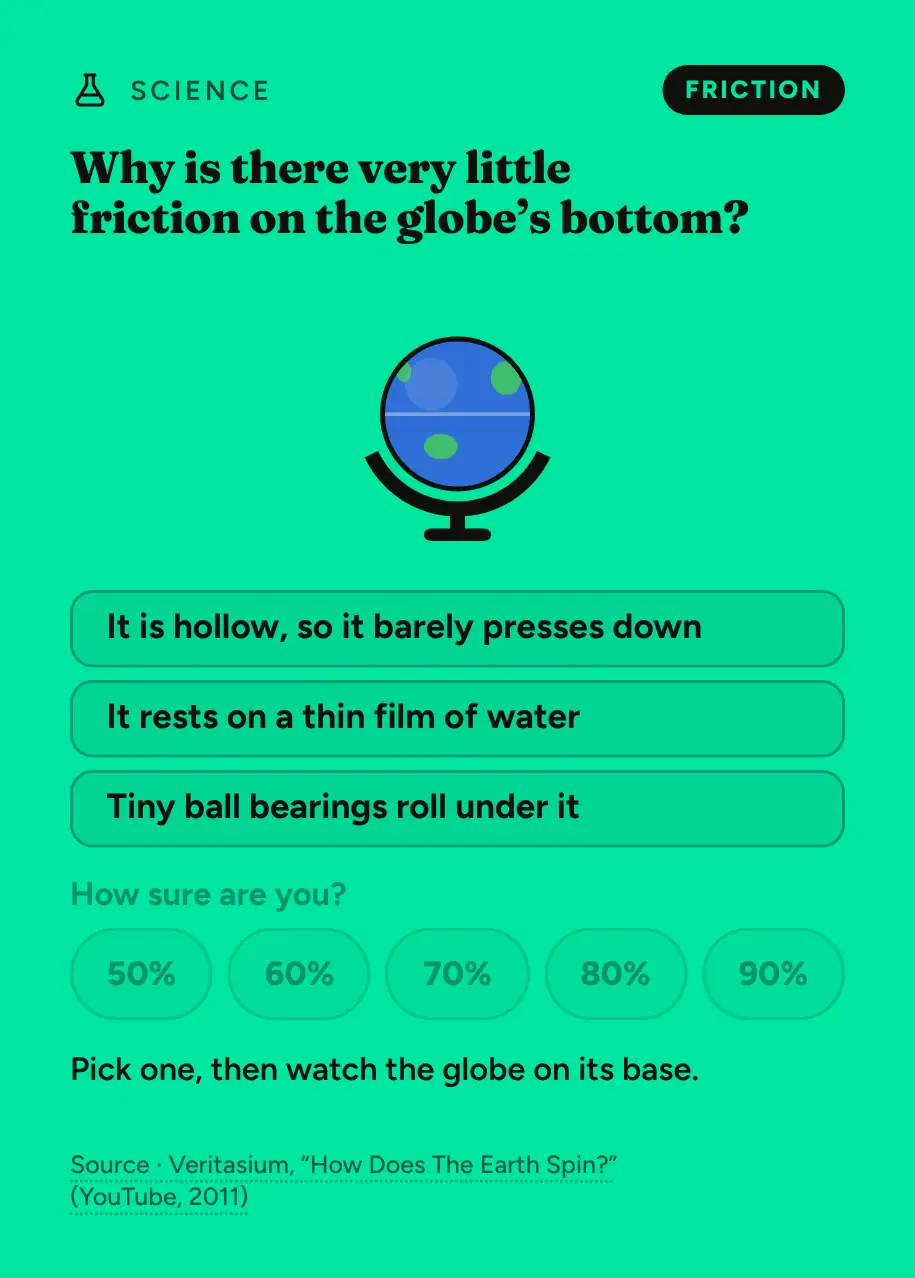 SCIENCE
FRICTION
Why is there very little
friction on the globe’s bottom?
It is hollow, so it barely presses down
It rests on a thin film of water
Tiny ball bearings roll under it
How sure are you?
50%
60%
70%
80%
90%
Pick one, then watch the globe on its base.
Source · Veritasium, “How Does The Earth Spin?”
(YouTube, 2011)